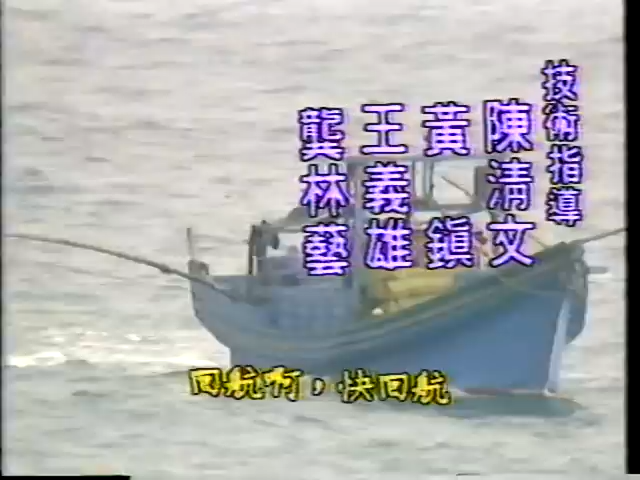 技術指導
陳清文
黃鎮
王義雄
龔林藝
回航啊，快回航